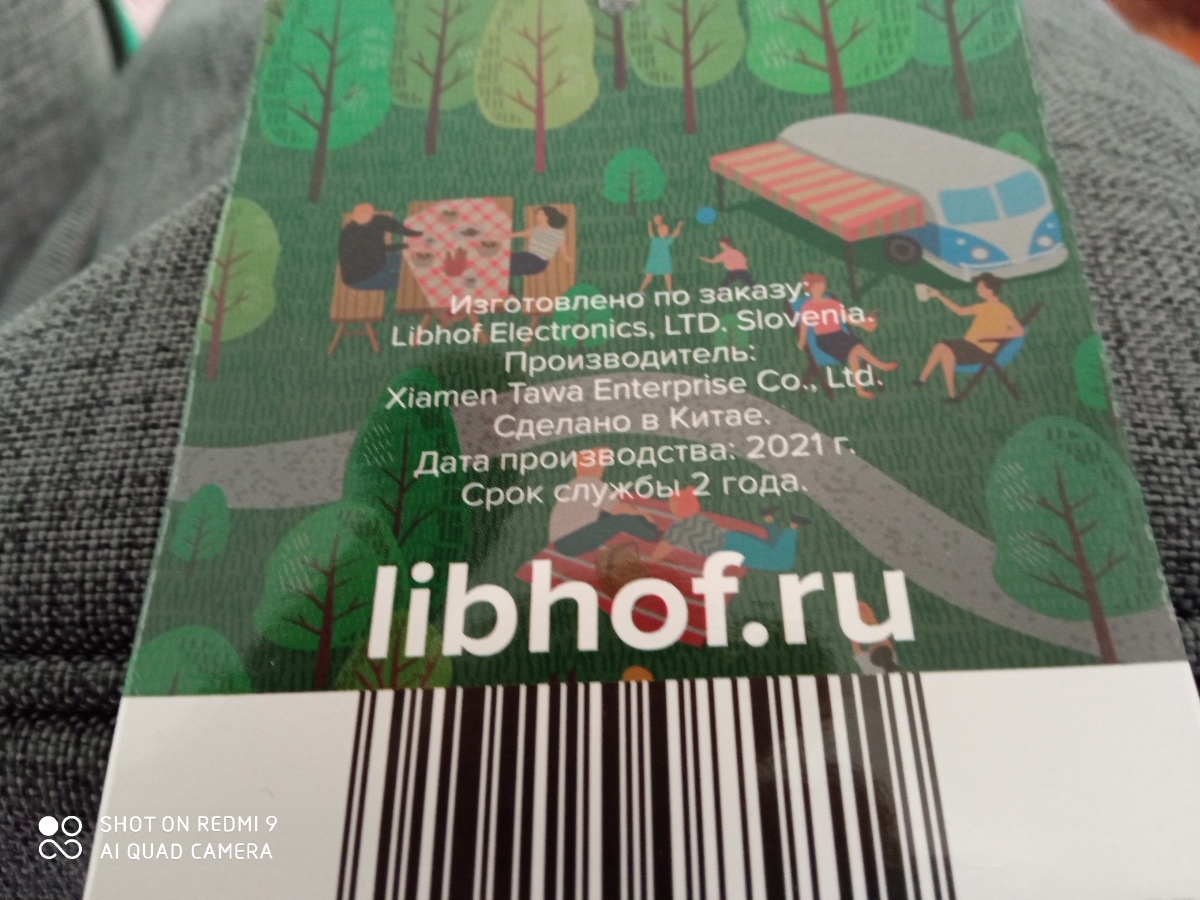 Изготовлено по заказу:
Libhof Electronics, LTD. Slovenia.
Производитель:
Xiamen Tawa Enterprise Co., Ltd.
Сделано в Китае.
Дата производства: 2021 г.
Срок службы 2 года.
libhof.ru
SHOT ON REDMI 9
AI QUAD CAMERA